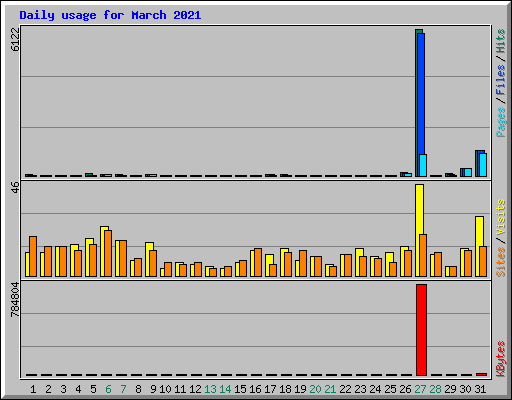 Daily usage for March 2021
6122
46
784804
Pages / Files / Hits
Sites / Visits
KBytes
1 2 3 4 5 6 7 8 9 10 11 12 13 14 15 16 17 18 19 20 21 22 23 24 25 26 27 28 29 30 31